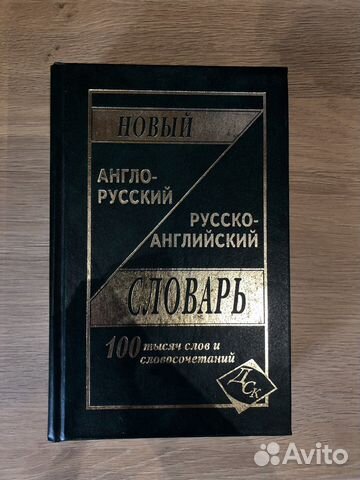 НОВЫЙ
АНГЛО-
РУССКИЙ
РУССКО-
АНГЛИЙСКИЙ
СЛОВАРЬ
100 тысяч слов и
словосочетаний
ДСК
Avito